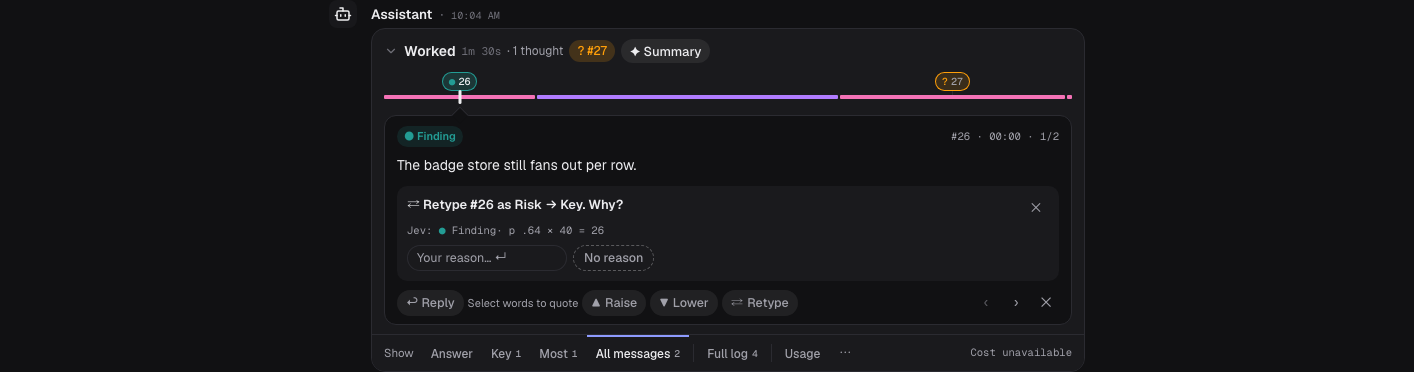 Assistant · 10:04 AM
Worked 1m 30s · 1 thought ? #27 ✦ Summary
26 ? 27
Finding #26 · 00:00 · 1/2
The badge store still fans out per row.
⇄ Retype #26 as Risk → Key. Why? ×
Jev: ● Finding· p .64 × 40 = 26
Your reason… ↵ No reason
↩ Reply Select words to quote ▲ Raise ▼ Lower ⇄ Retype ‹ › ×
Show Answer Key 1 Most 1 All messages 2 Full log 4 Usage ··· Cost unavailable